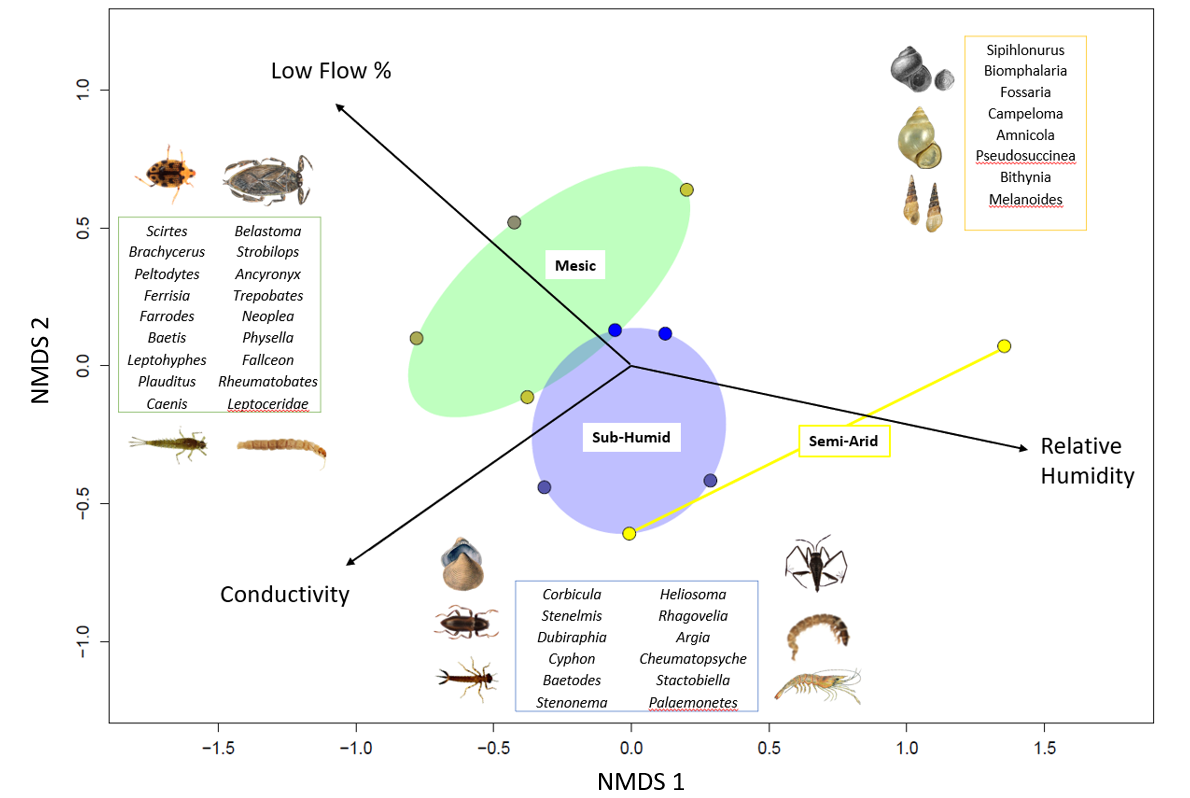 Low Flow %
Sipihlonurus
Biomphalaria
Fossaria
Campeloma
Amnicola
Pseudosuccinea
Bithynia
Melanoides
Scirtes Belastoma
Brachycerus Strobilops
Peltodytes Ancyronyx
Ferrisia Trepobates
Farrodes Neoplea
Baetis Physella
Leptohyphes Fallceon
Plauditus Rheumatobates
Caenis Leptoceridae
Mesic
Sub-Humid
Semi-Arid
Relative
Humidity
Conductivity
Corbicula Heliosoma
Stenelmis Rhagovelia
Dubiraphia Argia
Cyphon Cheumatopsyche
Baetodes Stactobiella
Stenonema Palaemonetes
NMDS 2
1.0
0.5
0.0
−0.5
−1.0
−1.5 −1.0 −0.5 0.0 0.5 1.0 1.5
NMDS 1